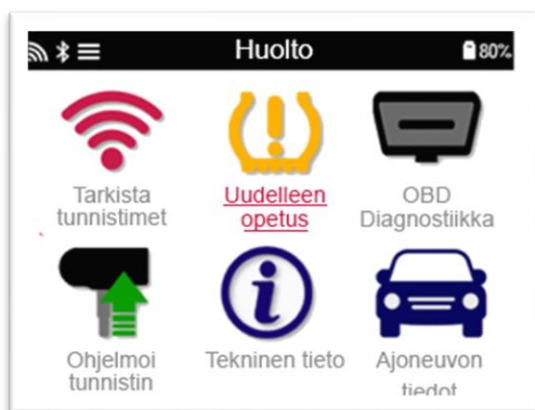 Huolto
80%
Tarkista
tunnistimet
Uudelleen
opetus
OBD
Diagnostiikka
Ohjelmoi
tunnistin
Tekninen tieto
Ajoneuvon
tiedot